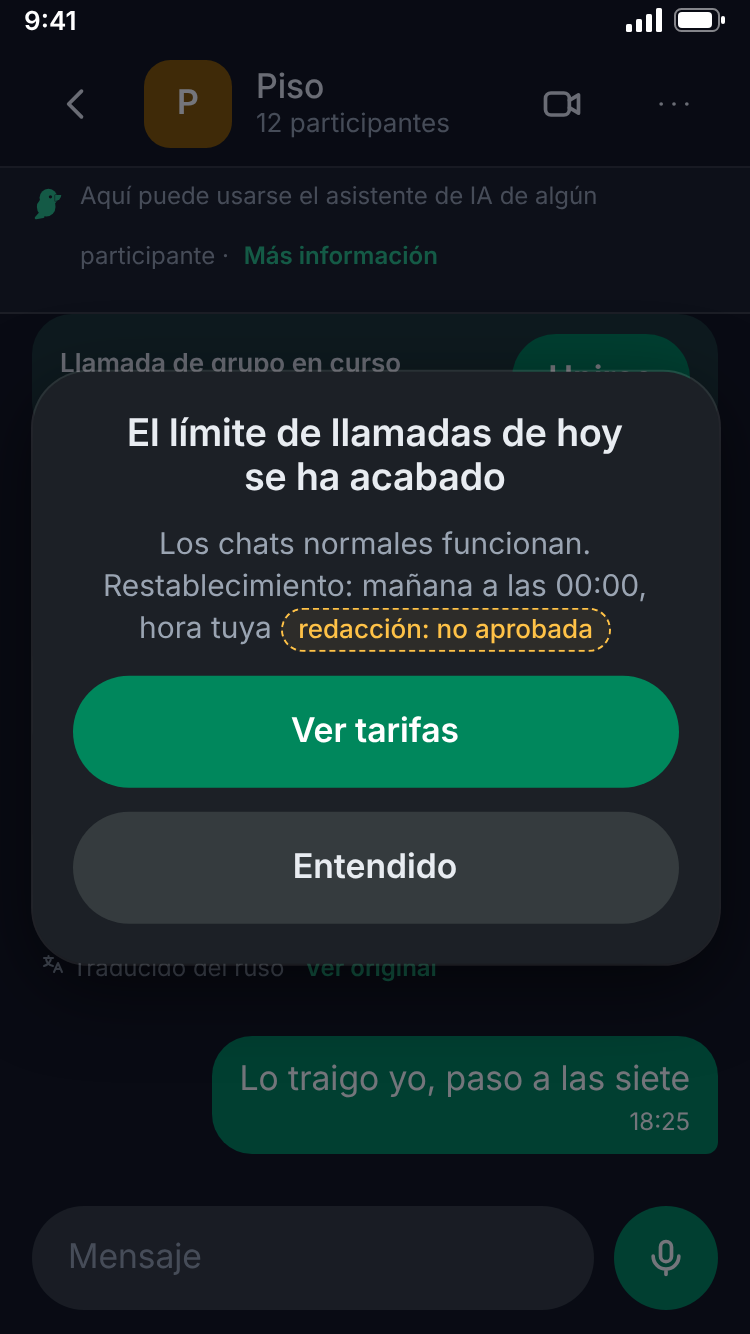 9:41
P
Piso
12 participantes
Aquí puede usarse el asistente de IA de algún
participante · Más información
Llamada de grupo en curso
El límite de llamadas de hoy
se ha acabado
Los chats normales funcionan.
Restablecimiento: mañana a las 00:00,
hora tuya redacción: no aprobada
Ver tarifas
Entendido
Traducido del ruso Ver original
Lo traigo yo, paso a las siete
18:25
Mensaje